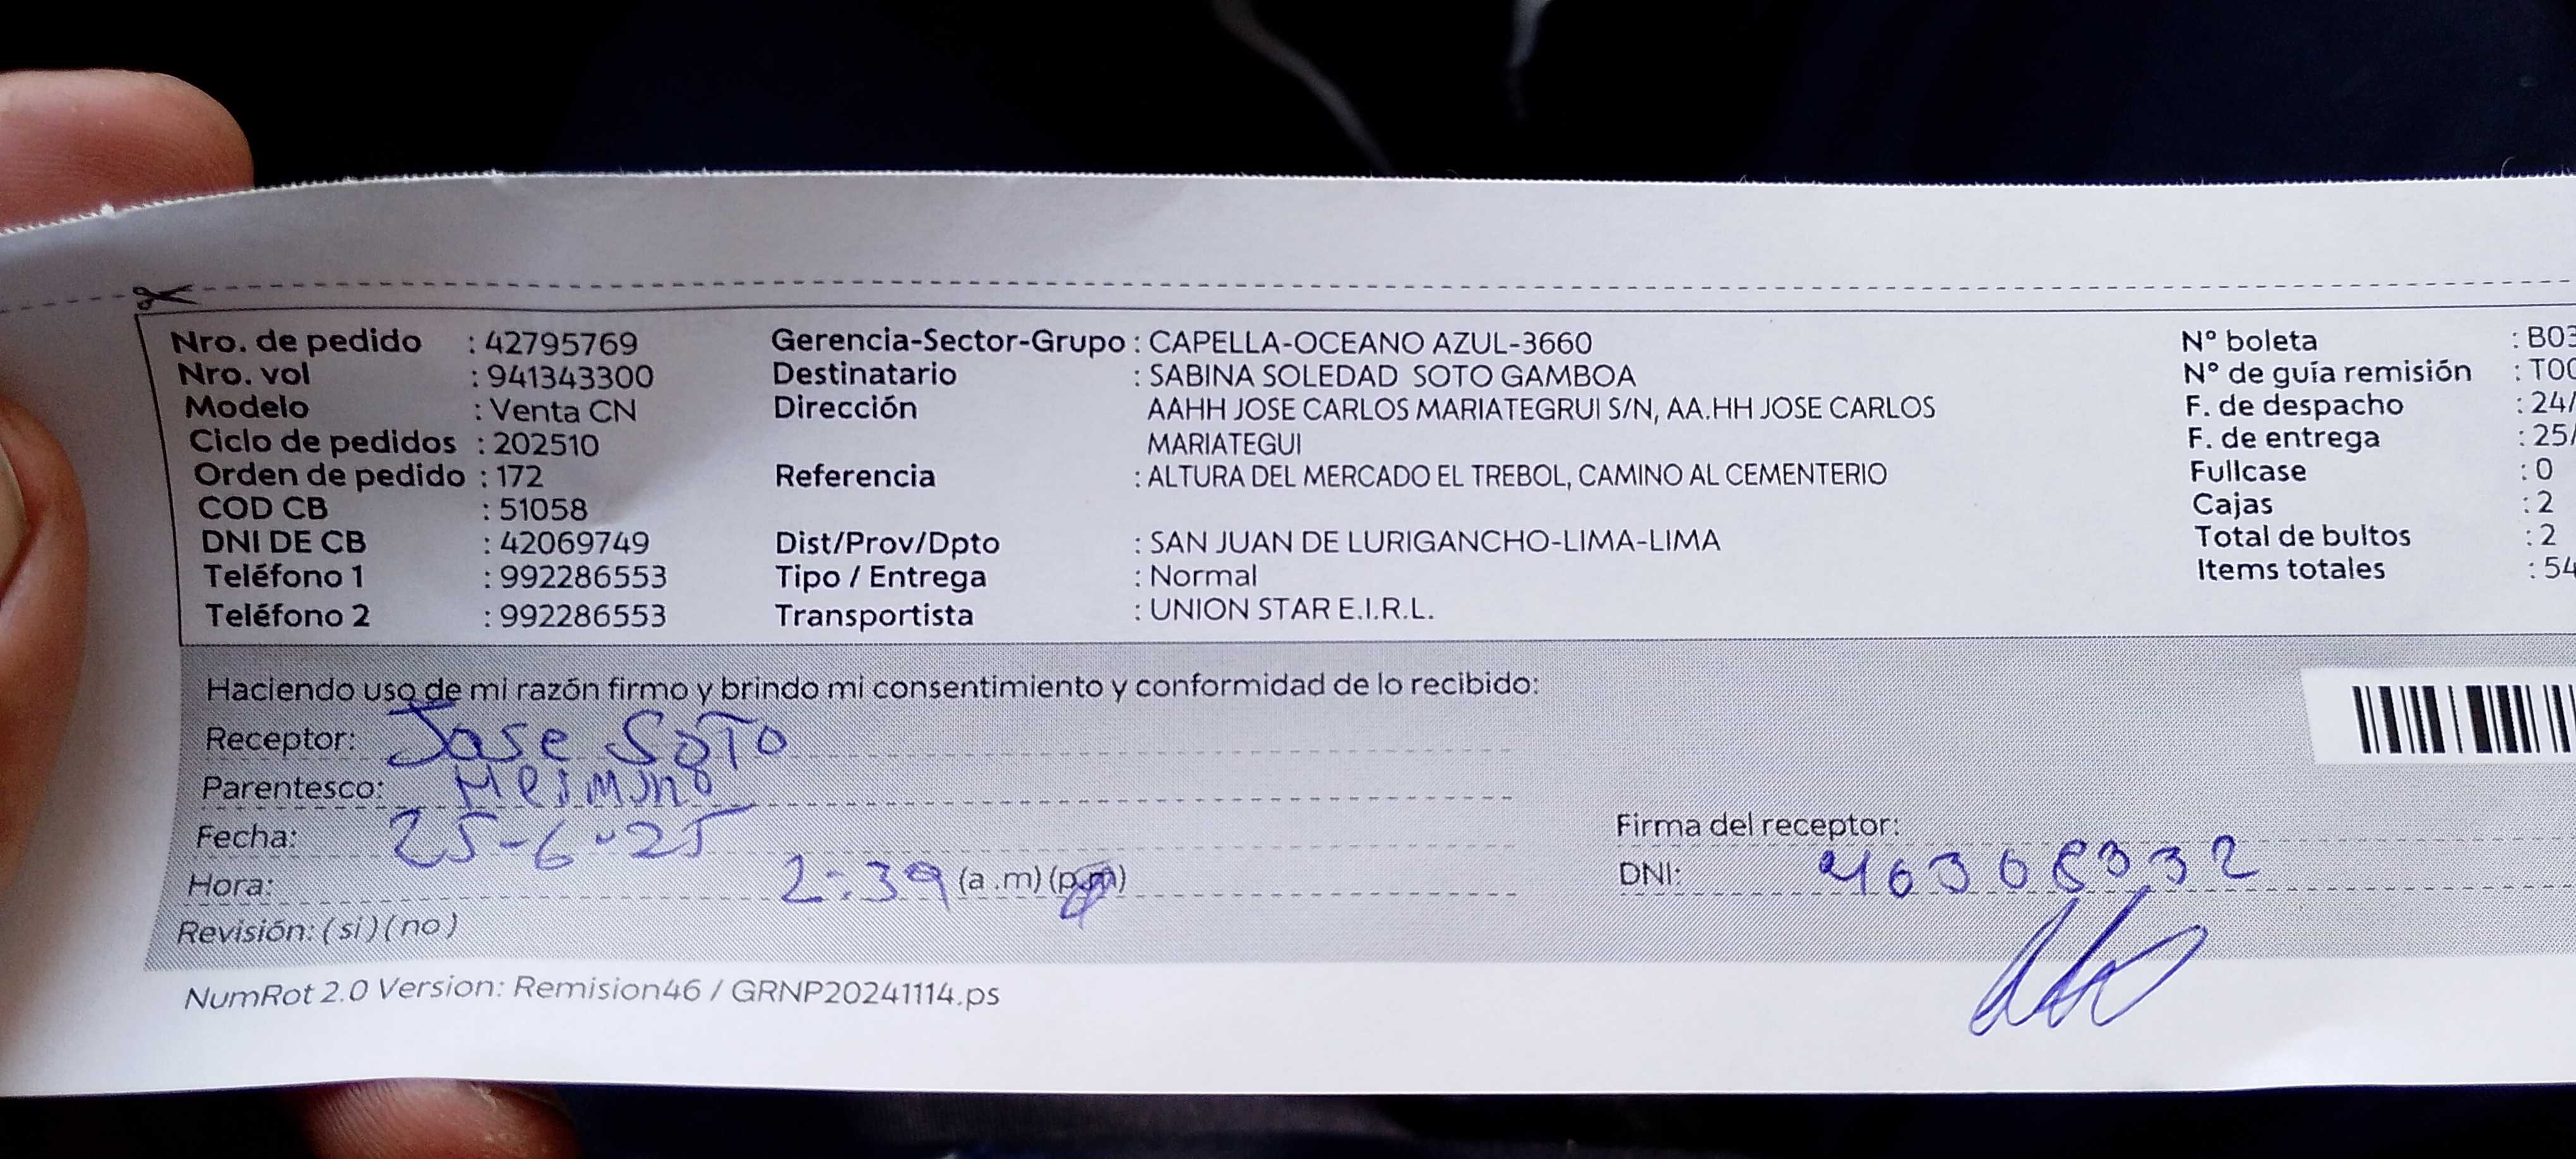 Nro. de pedido : 42795769
Nro. vol : 941343300
Modelo : Venta CN
Ciclo de pedidos : 202510
Orden de pedido : 172
COD CB : 51058
DNI DE CB : 42069749
Teléfono 1 : 992286553
Teléfono 2 : 992286553
Gerencia-Sector-Grupo : CAPELLA-OCEANO AZUL-3660
Destinatario : SABINA SOLEDAD SOTO GAMBOA
Dirección AAHH JOSE CARLOS MARIATEGRUI S/N, AA.HH JOSE CARLOS
MARIATEGUI
Referencia : ALTURA DEL MERCADO EL TREBOL, CAMINO AL CEMENTERIO
Dist/Prov/Dpto : SAN JUAN DE LURIGANCHO-LIMA-LIMA
Tipo / Entrega : Normal
Transportista : UNION STAR E.I.R.L.
N° boleta : B03
N° de guía remisión : T00
F. de despacho : 24/
F. de entrega : 25/
Fullcase : 0
Cajas : 2
Total de bultos : 2
Items totales : 54
Haciendo uso de mi razón firmo y brindo mi consentimiento y conformidad de lo recibido:
Receptor: Jose SOTO
Parentesco:
Fecha: 25-6-25
Hora: 2:39 (a.m) (p.m)
Revisión: (si) (no)
Firma del receptor:
DNI:
NumRot 2.0 Version: Remision46 / GRNP20241114.ps